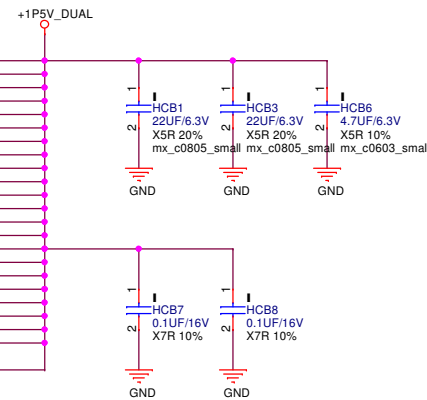 +1P5V_DUAL
1 I 1 I 1 I
HCB1 HCB3 HCB6
22UF/6.3V 22UF/6.3V 4.7UF/6.3V
2 X5R 20% 2 X5R 20% 2 X5R 10%
mx_c0805_small mx_c0805_small mx_c0603_smal
GND GND GND
1 I 1 I
HCB7 HCB8
0.1UF/16V 0.1UF/16V
2 X7R 10% 2 X7R 10%
GND GND